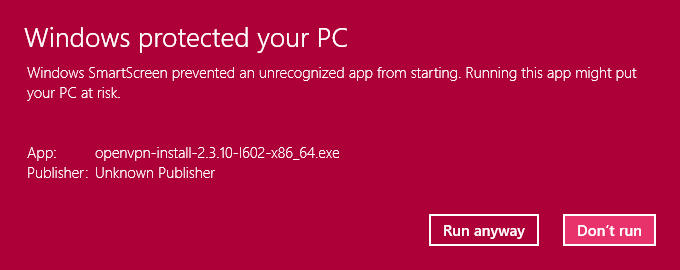 Windows protected your PC
Windows SmartScreen prevented an unrecognized app from starting. Running this app might put
your PC at risk.
App: openvpn-install-2.3.10-I602-x86_64.exe
Publisher: Unknown Publisher
Run anyway Don't run